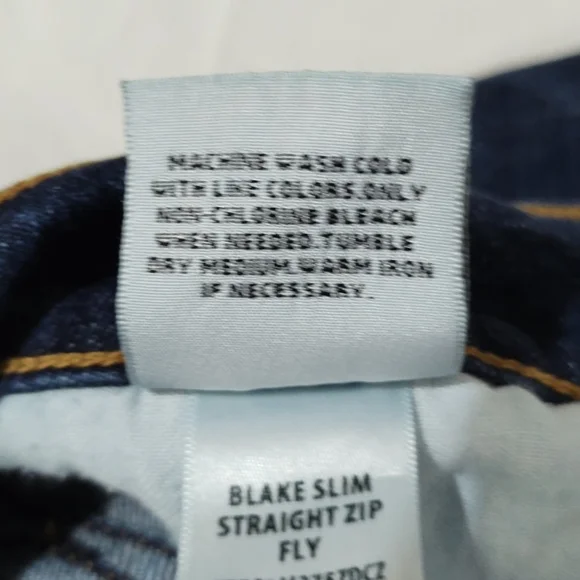 MACHINE WASH COLD
WITH LIKE COLORS.ONLY
NON-CHLORINE BLEACH
WHEN NEEDED.TUMBLE
DRY MEDIUM.WARM IRON
IF NECESSARY.
BLAKE SLIM
STRAIGHT ZIP
FLY